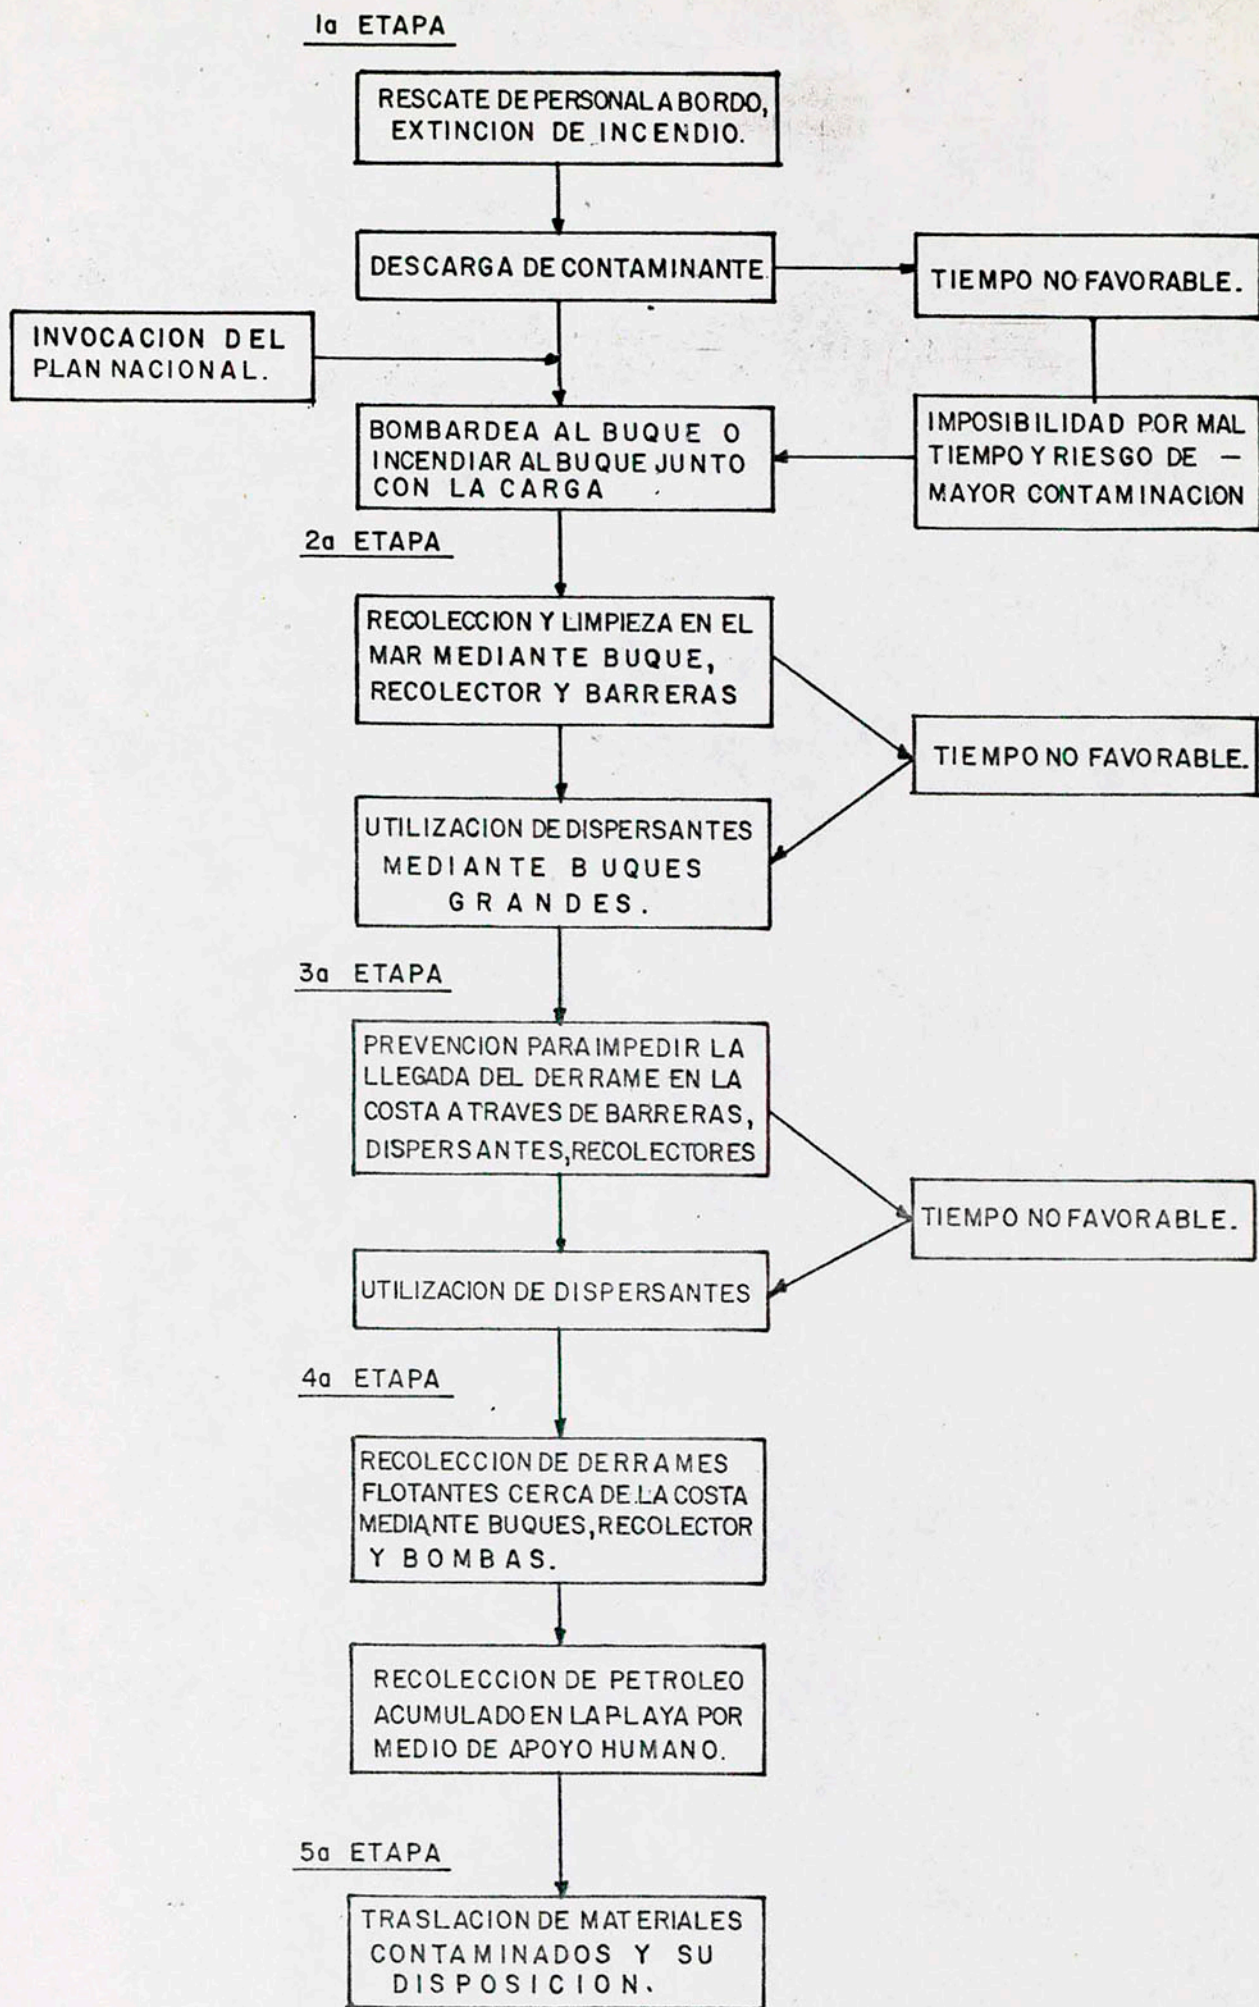 1a ETAPA
RESCATE DE PERSONAL A BORDO,
EXTINCION DE INCENDIO.
DESCARGA DE CONTAMINANTE.
TIEMPO NO FAVORABLE.
INVOCACION DEL
PLAN NACIONAL.
BOMBARDEA AL BUQUE O
INCENDIAR AL BUQUE JUNTO
CON LA CARGA
IMPOSIBILIDAD POR MAL
TIEMPO Y RIESGO DE –
MAYOR CONTAMINACION
2a ETAPA
RECOLECCION Y LIMPIEZA EN EL
MAR MEDIANTE BUQUE,
RECOLECTOR Y BARRERAS
TIEMPO NO FAVORABLE.
UTILIZACION DE DISPERSANTES
MEDIANTE BUQUES
GRANDES.
3a ETAPA
PREVENCION PARA IMPEDIR LA
LLEGADA DEL DERRAME EN LA
COSTA A TRAVES DE BARRERAS,
DISPERSANTES, RECOLECTORES
TIEMPO NO FAVORABLE.
UTILIZACION DE DISPERSANTES
4a ETAPA
RECOLECCION DE DERRAMES
FLOTANTES CERCA DE LA COSTA
MEDIANTE BUQUES, RECOLECTOR
Y BOMBAS.
RECOLECCION DE PETROLEO
ACUMULADO EN LA PLAYA POR
MEDIO DE APOYO HUMANO.
5a ETAPA
TRASLACION DE MATERIALES
CONTAMINADOS Y SU
DISPOSICION.